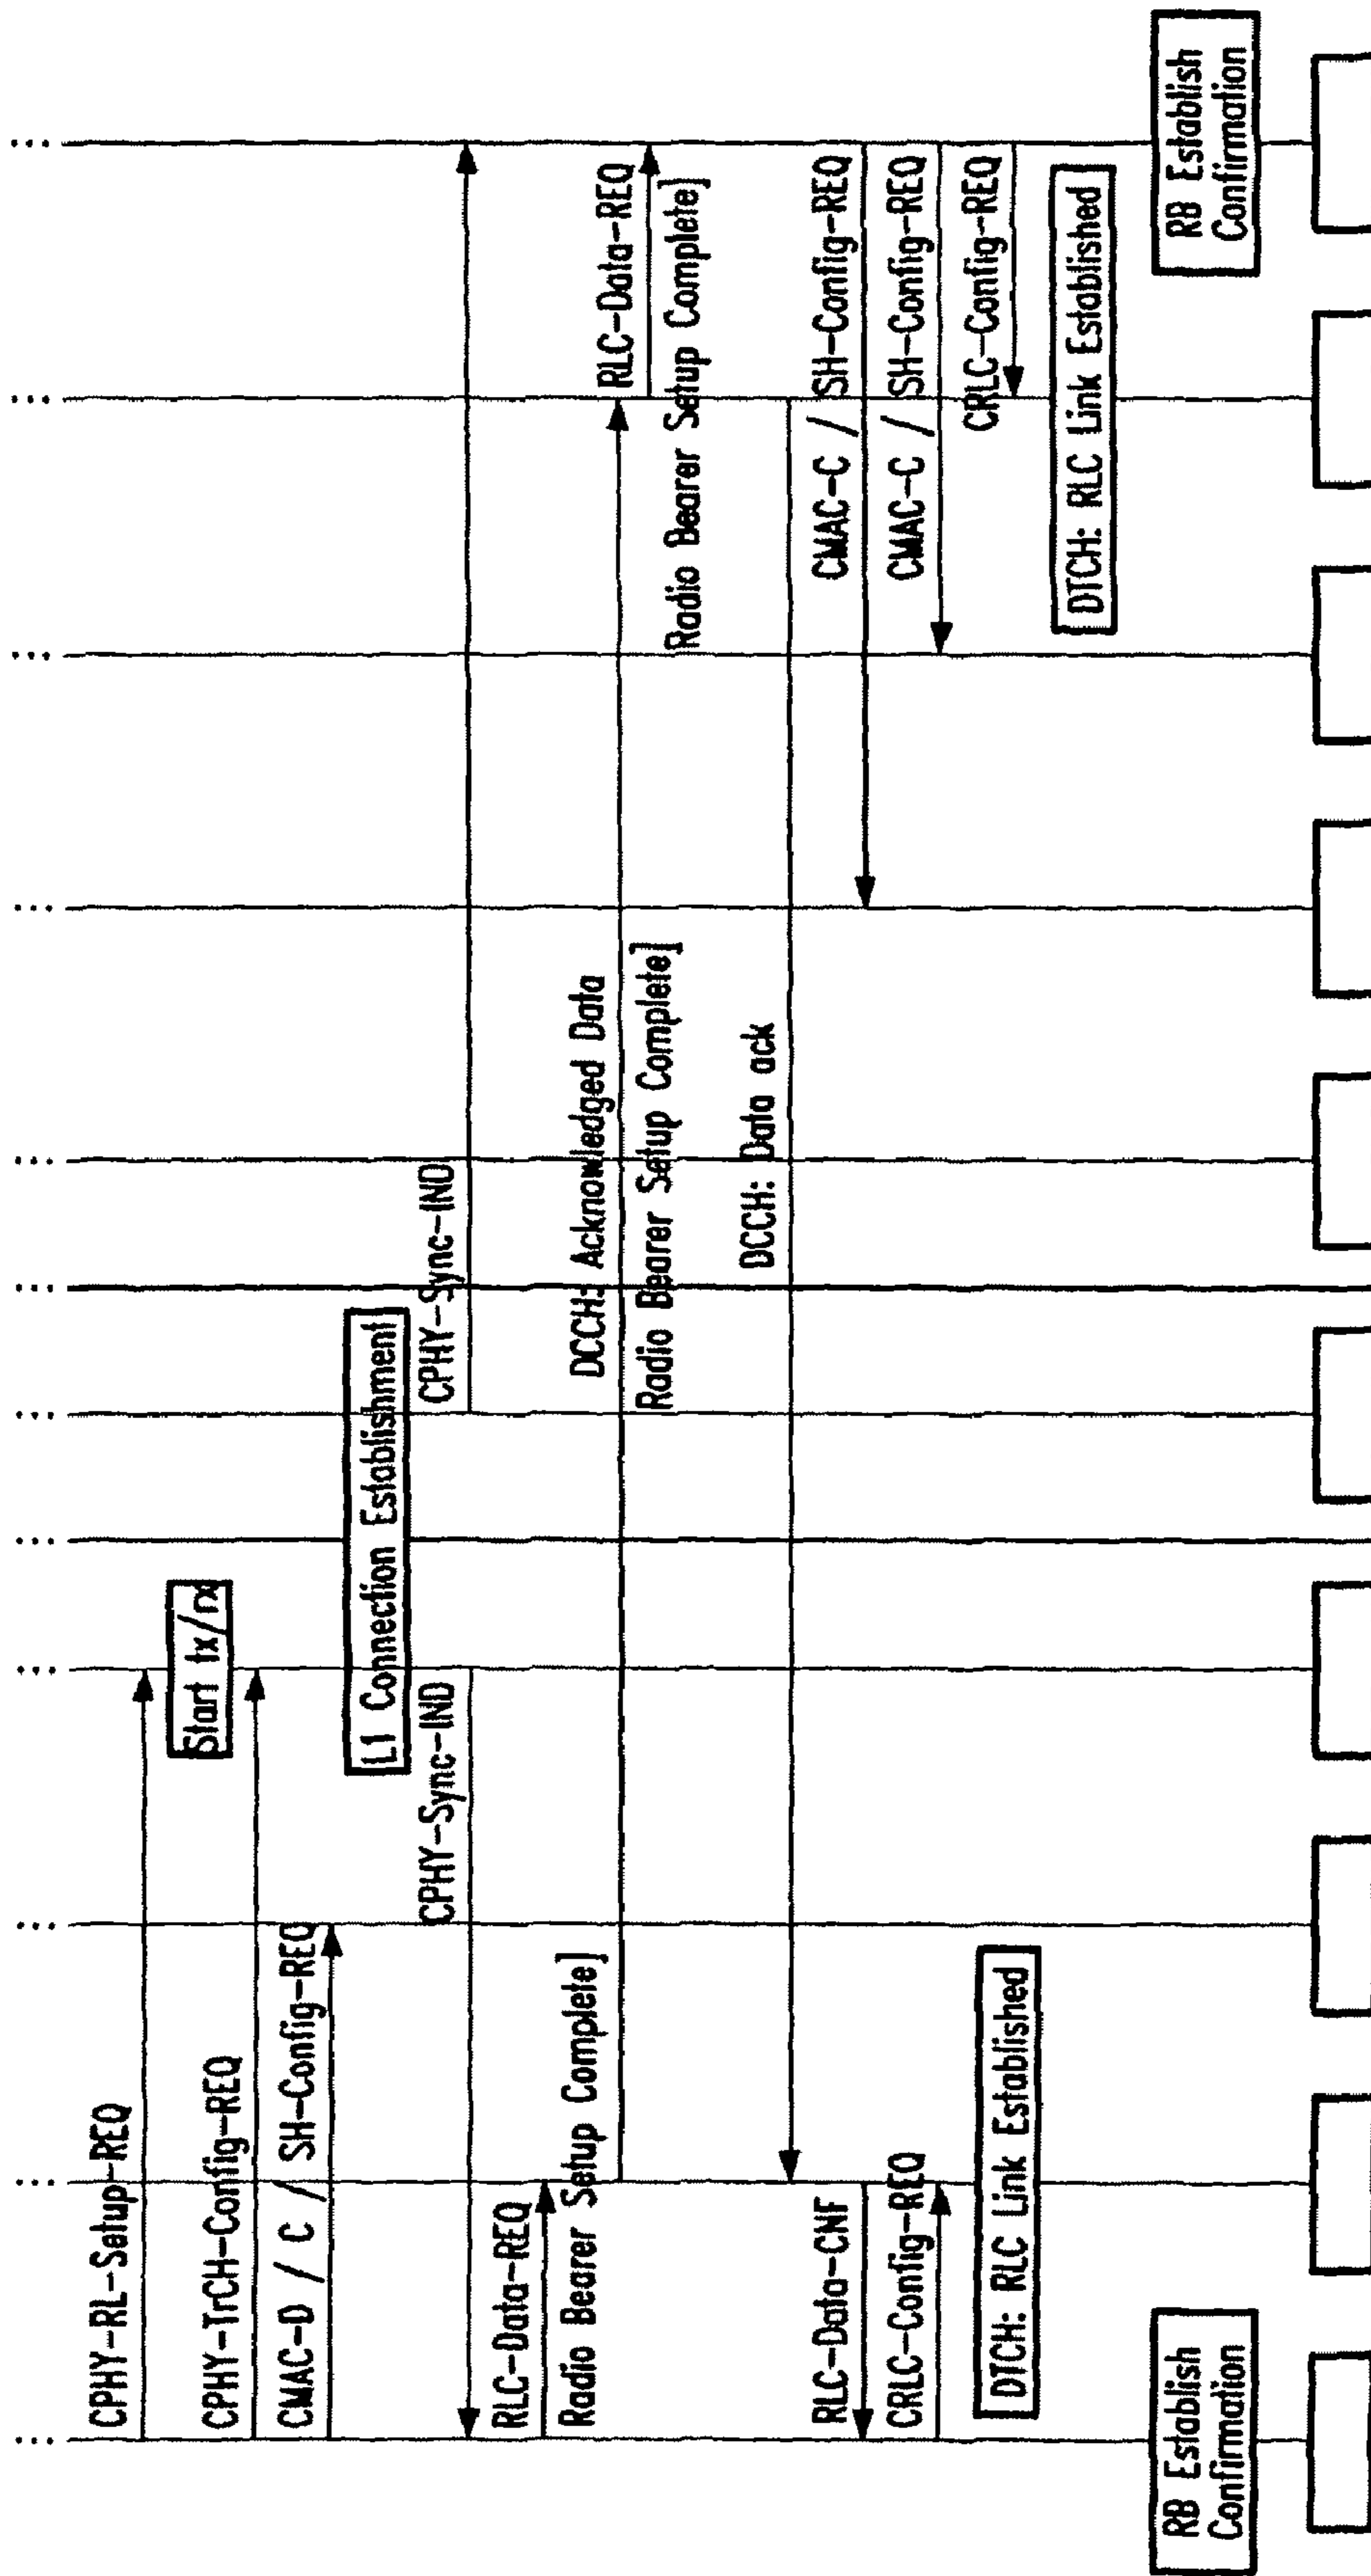 CPHY-RL-Setup-REQ
Start tx/rx
CPHY-TrCH-Config-REQ
CMAC-D / C / SH-Config-REQ
L1 Connection Establishment
CPHY-Sync-IND
CPHY-Sync-IND
RLC-Data-REQ
Radio Bearer Setup Complete]
DCCH: Acknowledged Data
Radio Bearer Setup Complete]
RLC-Data-REQ
Radio Bearer Setup Complete]
DCCH: Data ack
RLC-Data-CNF
CMAC-C / SH-Config-REQ
CRLC-Config-REQ
CMAC-C / SH-Config-REQ
CRLC-Config-REQ
DTCH: RLC Link Established
DTCH: RLC Link Established
RB Establish
Confirmation
RB Establish
Confirmation